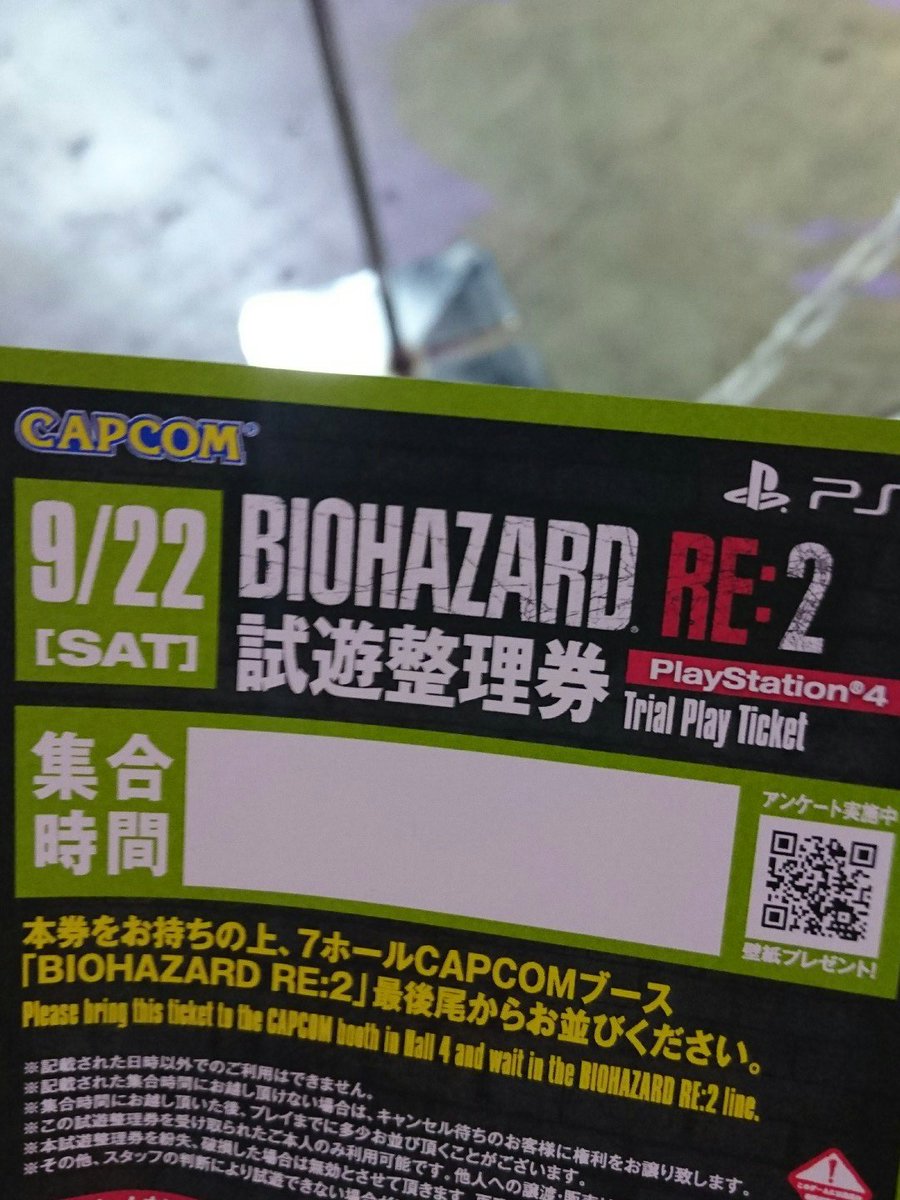 CAPCOM
PS
9/22
[SAT]
BIOHAZARD RE:2
試遊整理券
PlayStation®4
Trial Play Ticket
集合
時間
アンケート実施中
壁紙プレゼント!
本券をお持ちの上、7ホールCAPCOMブース
「BIOHAZARD RE:2」最後尾からお並びください。
Please bring this ticket to the CAPCOM booth in Hall 4 and wait in the BIOHAZARD RE:2 line.
※記載された日時以外でのご利用はできません。
※記載された集合時間にお越し頂けない場合は、キャンセル待ちのお客様に権利をお譲り致します。
※集合時間にお越し頂いた後、プレイまでに多少お並び頂くことがございます。
※この試遊整理券を受け取られたご本人のみ利用可能です。他人への譲渡・販売
※本試遊整理券を紛失、破損した場合は無効とさせて頂きます。
※その他、スタッフの判断により試遊できない場合が